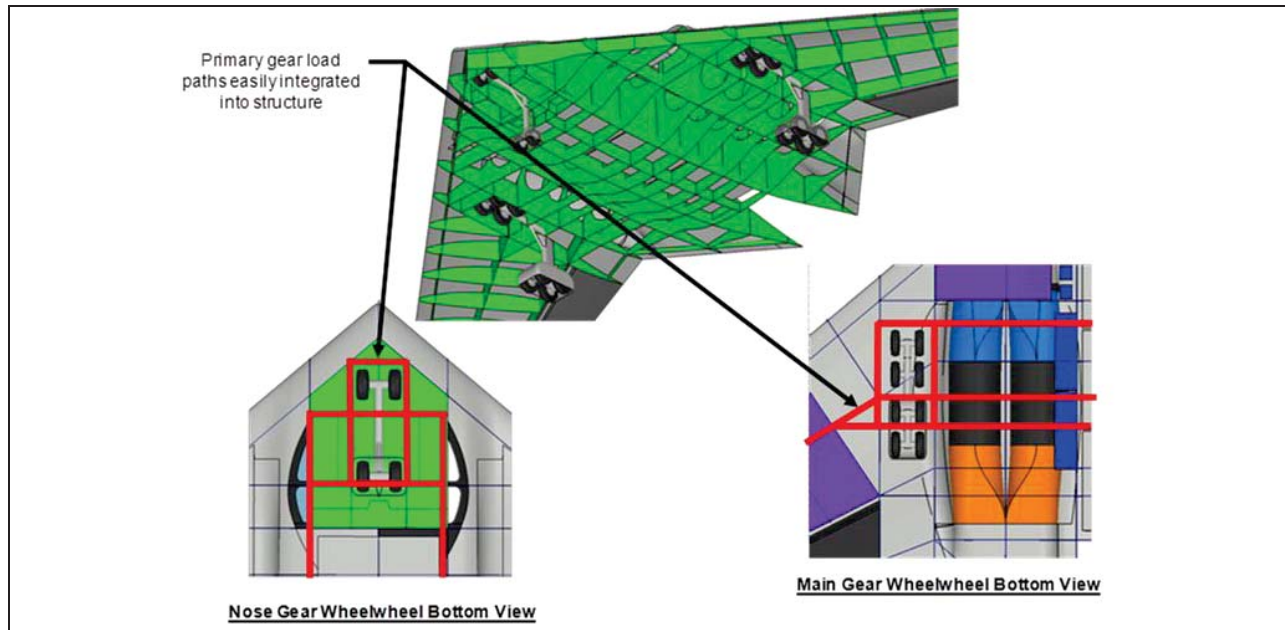 Primary gear load
paths easily integrated
into structure
Nose Gear Wheelwheel Bottom View
Main Gear Wheelwheel Bottom View